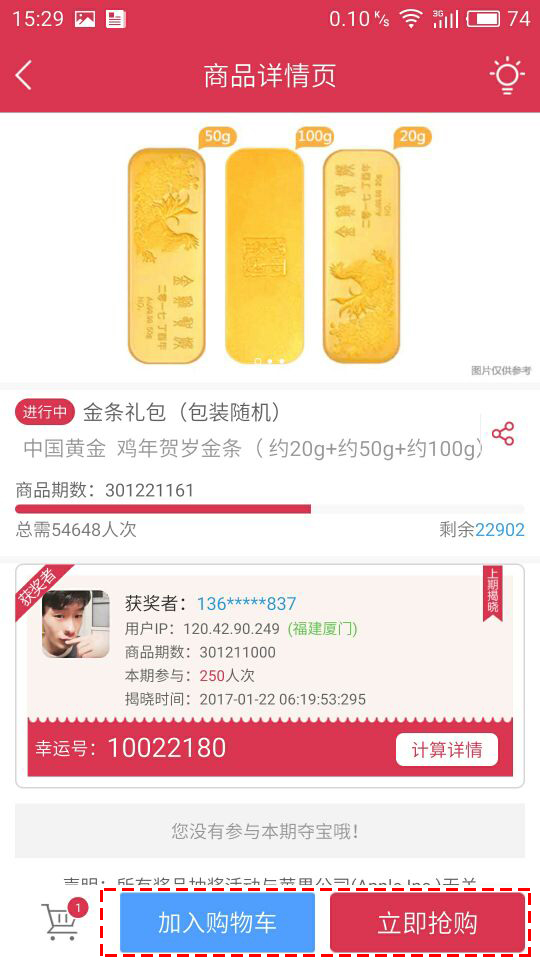 15:29
0.10 K/s
3G
74
商品详情页
50g
100g
20g
图片仅供参考
进行中 金条礼包（包装随机）
中国黄金 鸡年贺岁金条（约20g+约50g+约100g）
商品期数：301221161
总需54648人次
剩余22902
获奖者
上期揭晓
获奖者：136*****837
用户IP：120.42.90.249 (福建厦门)
商品期数：301211000
本期参与：250人次
揭晓时间：2017-01-22 06:19:53:295
幸运号：10022180
计算详情
您没有参与本期夺宝哦！
声明：所有奖品抽奖活动与苹果公司(Apple Inc.)无关
1
加入购物车
立即抢购